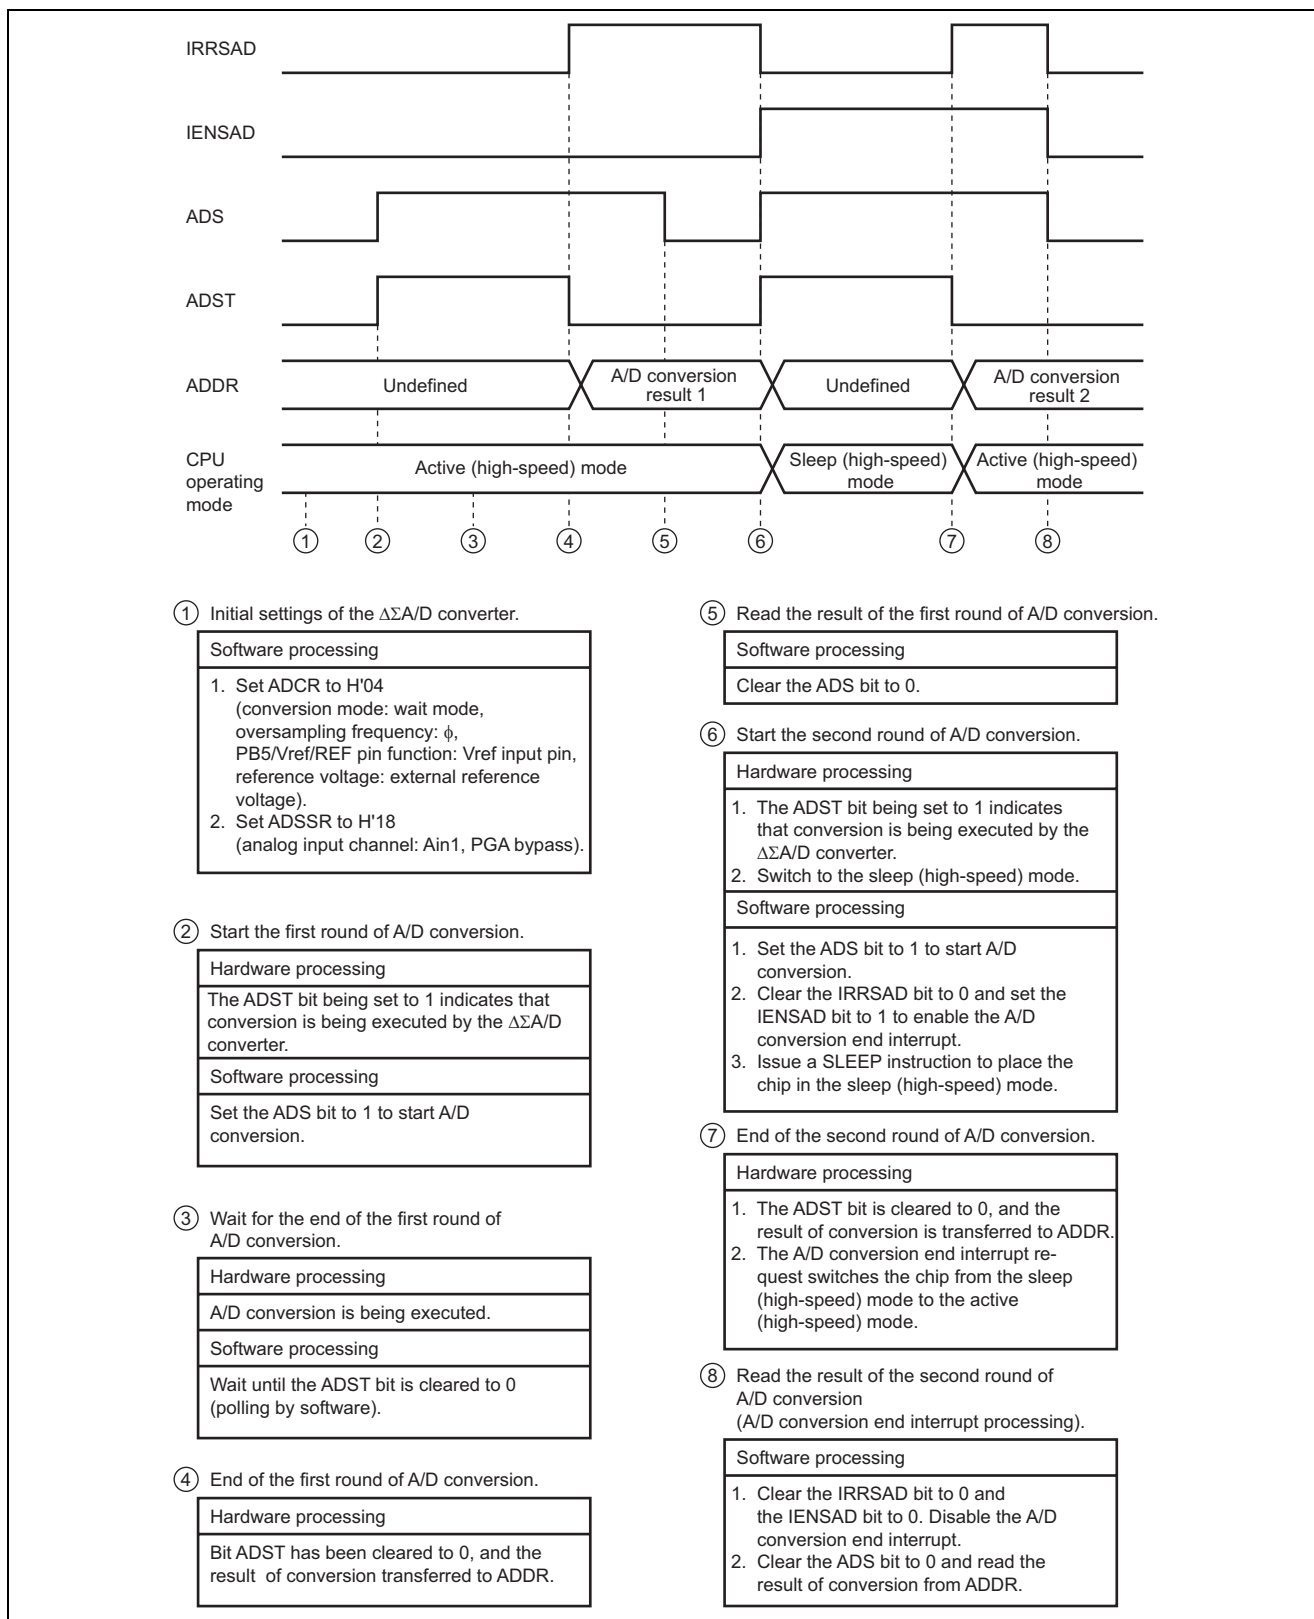 IRRSAD
IENSAD
ADS
ADST
ADDR
Undefined
A/D conversion
result 1
Undefined
A/D conversion
result 2
CPU
operating
mode
Active (high-speed) mode
Sleep (high-speed)
mode
Active (high-speed)
mode
① ② ③ ④ ⑤ ⑥ ⑦ ⑧
① Initial settings of the ΔΣA/D converter.
Software processing
1. Set ADCR to H'04
(conversion mode: wait mode,
oversampling frequency: ϕ,
PB5/Vref/REF pin function: Vref input pin,
reference voltage: external reference
voltage).
2. Set ADSSR to H'18
(analog input channel: Ain1, PGA bypass).
② Start the first round of A/D conversion.
Hardware processing
The ADST bit being set to 1 indicates that
conversion is being executed by the ΔΣA/D
converter.
Software processing
Set the ADS bit to 1 to start A/D
conversion.
③ Wait for the end of the first round of
A/D conversion.
Hardware processing
A/D conversion is being executed.
Software processing
Wait until the ADST bit is cleared to 0
(polling by software).
④ End of the first round of A/D conversion.
Hardware processing
Bit ADST has been cleared to 0, and the
result of conversion transferred to ADDR.
⑤ Read the result of the first round of A/D conversion.
Software processing
Clear the ADS bit to 0.
⑥ Start the second round of A/D conversion.
Hardware processing
1. The ADST bit being set to 1 indicates
that conversion is being executed by the
ΔΣA/D converter.
2. Switch to the sleep (high-speed) mode.
Software processing
1. Set the ADS bit to 1 to start A/D
conversion.
2. Clear the IRRSAD bit to 0 and set the
IENSAD bit to 1 to enable the A/D
conversion end interrupt.
3. Issue a SLEEP instruction to place the
chip in the sleep (high-speed) mode.
⑦ End of the second round of A/D conversion.
Hardware processing
1. The ADST bit is cleared to 0, and the
result of conversion is transferred to ADDR.
2. The A/D conversion end interrupt re-
quest switches the chip from the sleep
(high-speed) mode to the active
(high-speed) mode.
⑧ Read the result of the second round of
A/D conversion
(A/D conversion end interrupt processing).
Software processing
1. Clear the IRRSAD bit to 0 and
the IENSAD bit to 0. Disable the A/D
conversion end interrupt.
2. Clear the ADS bit to 0 and read the
result of conversion from ADDR.